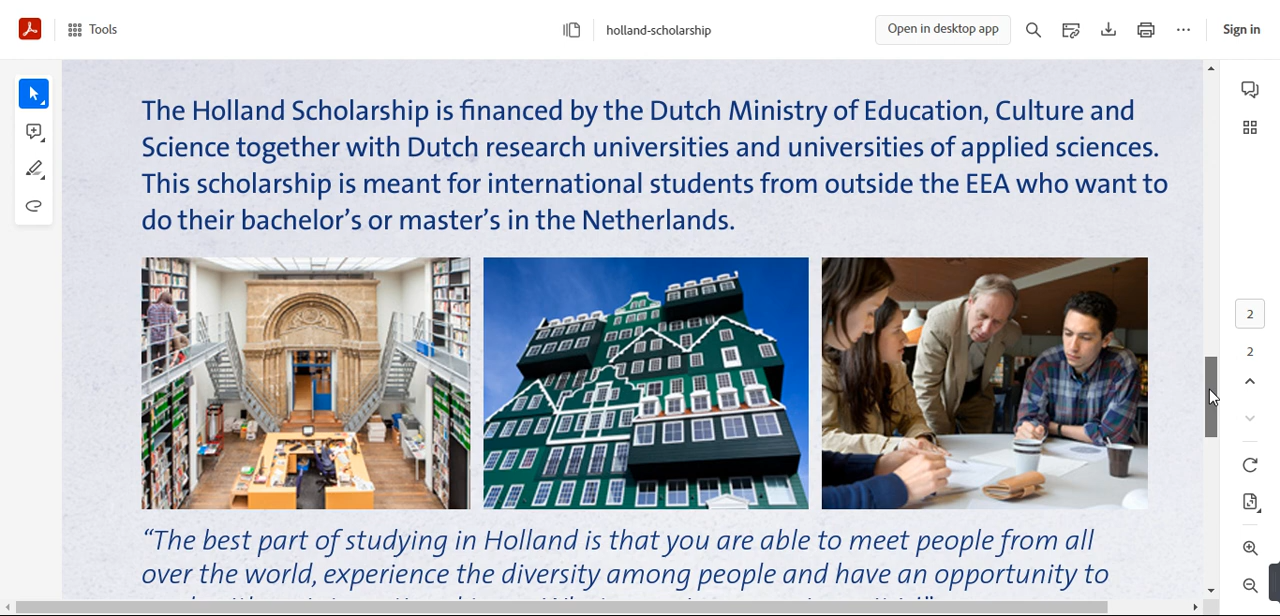 Tools
holland-scholarship
Open in desktop app
Sign in
The Holland Scholarship is financed by the Dutch Ministry of Education, Culture and
Science together with Dutch research universities and universities of applied sciences.
This scholarship is meant for international students from outside the EEA who want to
do their bachelor's or master's in the Netherlands.
2
2
“The best part of studying in Holland is that you are able to meet people from all
over the world, experience the diversity among people and have an opportunity to